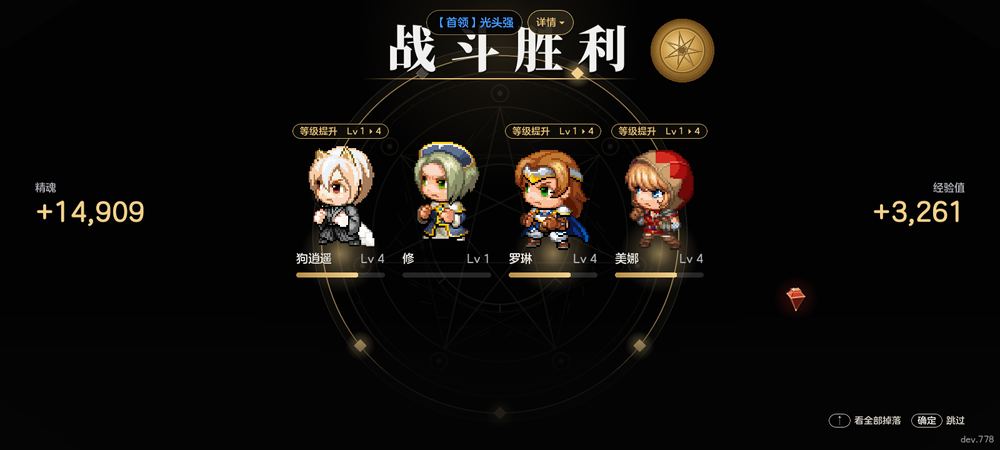 【首领】光头强 详情
战斗胜利
等级提升 Lv 1 ▸ 4
等级提升 Lv 1 ▸ 4
等级提升 Lv 1 ▸ 4
精魂
+14,909
经验值
+3,261
狗逍遥 Lv 4
修 Lv 1
罗琳 Lv 4
美娜 Lv 4
↑ 看全部掉落 确定 跳过
dev.778